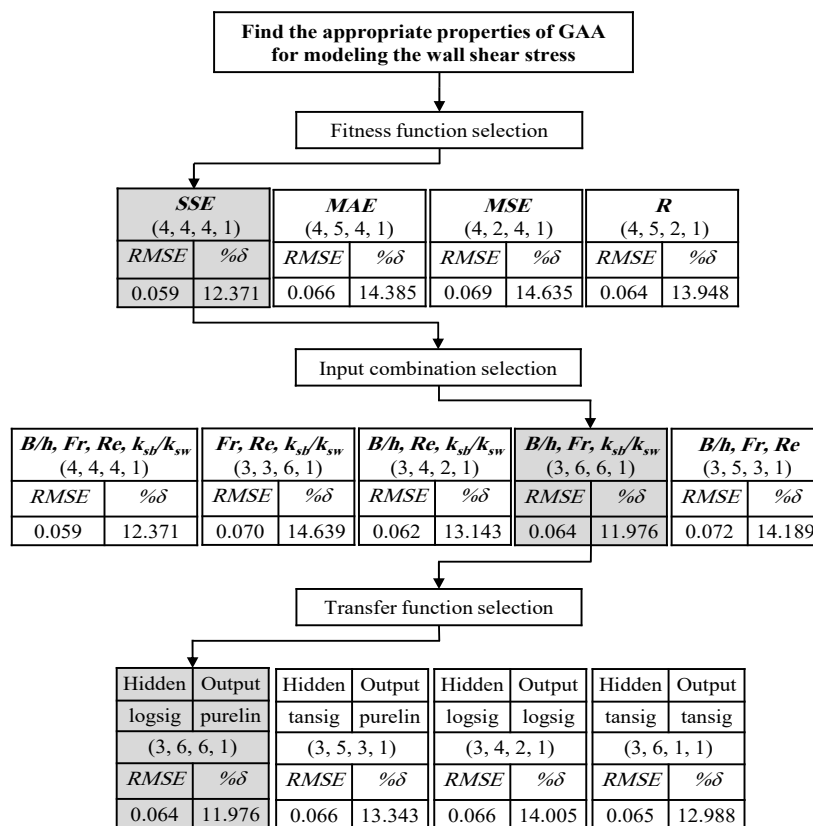 Find the appropriate properties of GAA
for modeling the wall shear stress
Fitness function selection
SSE MAE MSE R
(4, 4, 4, 1) (4, 5, 4, 1) (4, 2, 4, 1) (4, 5, 2, 1)
RMSE %δ RMSE %δ RMSE %δ RMSE %δ
0.059 12.371 0.066 14.385 0.069 14.635 0.064 13.948
Input combination selection
B/h, Fr, Re, ksb/ksw Fr, Re, ksb/ksw B/h, Re, ksb/ksw B/h, Fr, ksb/ksw B/h, Fr, Re
(4, 4, 4, 1) (3, 3, 6, 1) (3, 4, 2, 1) (3, 6, 6, 1) (3, 5, 3, 1)
RMSE %δ RMSE %δ RMSE %δ RMSE %δ RMSE %δ
0.059 12.371 0.070 14.639 0.062 13.143 0.064 11.976 0.072 14.189
Transfer function selection
Hidden Output Hidden Output Hidden Output Hidden Output
logsig purelin tansig purelin logsig logsig tansig tansig
(3, 6, 6, 1) (3, 5, 3, 1) (3, 4, 2, 1) (3, 6, 1, 1)
RMSE %δ RMSE %δ RMSE %δ RMSE %δ
0.064 11.976 0.066 13.343 0.066 14.005 0.065 12.988